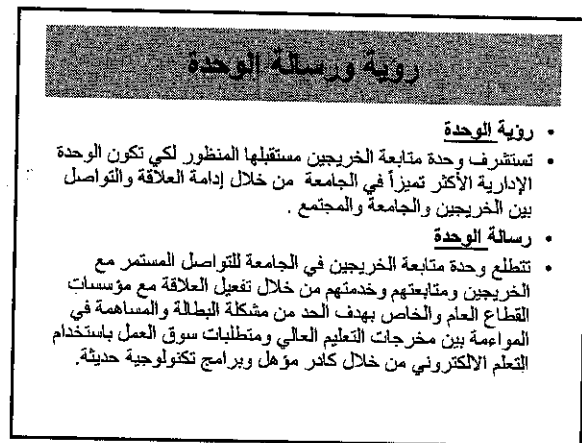 روية ورسالة الوحدة
• روية الوحدة
• تستشرف وحدة متابعة الخريجين مستقبلها المنظور لكي تكون الوحدة
الإدارية الأكثر تميزاً في الجامعة من خلال إدامة العلاقة والتواصل
بين الخريجين والجامعة والمجتمع .
• رسالة الوحدة
• تتطلع وحدة متابعة الخريجين في الجامعة للتواصل المستمر مع
الخريجين ومتابعتهم وخدمتهم من خلال تفعيل العلاقة مع مؤسسات
القطاع العام والخاص بهدف الحد من مشكلة البطالة والمساهمة في
المواءمة بين مخرجات التعليم العالي ومتطلبات سوق العمل باستخدام
التعلم الالكتروني من خلال كادر مؤهل وبرامج تكنولوجية حديثة.